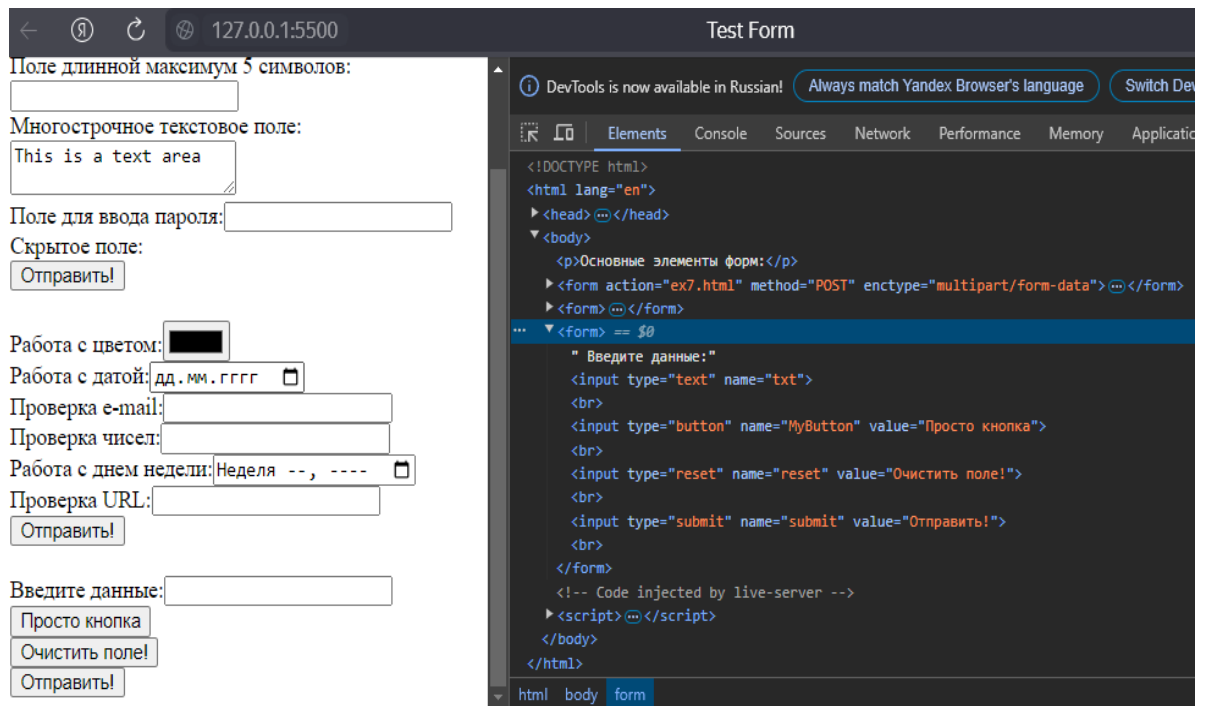 Я 127.0.0.1:5500 Test Form
Поле длинной максимум 5 символов:
Многострочное текстовое поле:
This is a text area
Поле для ввода пароля:
Скрытое поле:
Отправить!
Работа с цветом:
Работа с датой: дд.мм.гггг
Проверка e-mail:
Проверка чисел:
Работа с днем недели: Неделя --, ----
Проверка URL:
Отправить!
Введите данные:
Просто кнопка
Очистить поле!
Отправить!
DevTools is now available in Russian! Always match Yandex Browser's language Switch Dev
Elements Console Sources Network Performance Memory Applicatio
<!DOCTYPE html>
<html lang="en">
<head> … </head>
<body>
<p>Основные элементы форм:</p>
<form action="ex7.html" method="POST" enctype="multipart/form-data"> … </form>
<form> … </form>
… <form> == $0
" Введите данные:"
<input type="text" name="txt">
<br>
<input type="button" name="MyButton" value="Просто кнопка">
<br>
<input type="reset" name="reset" value="Очистить поле!">
<br>
<input type="submit" name="submit" value="Отправить!">
<br>
</form>
<!-- Code injected by live-server -->
<script> … </script>
</body>
</html>
html body form